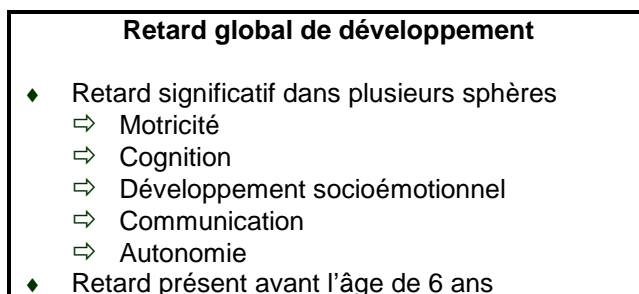 Retard global de développement
♦ Retard significatif dans plusieurs sphères
⇨ Motricité
⇨ Cognition
⇨ Développement socioémotionnel
⇨ Communication
⇨ Autonomie
♦ Retard présent avant l’âge de 6 ans